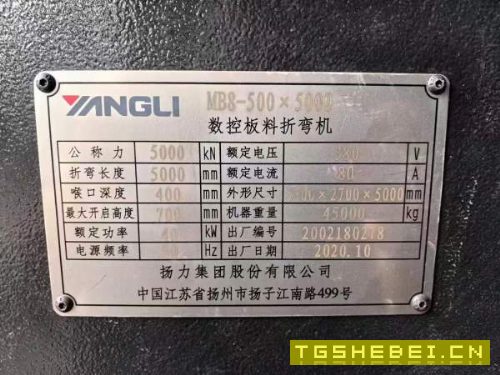 YANGLI MB8-500×5000
数控板料折弯机
公称力 5000 kN 额定电压 V
折弯长度 5000 mm 额定电流 80 A
喉口深度 400 mm 外形尺寸 ×2700×5000 mm
最大开启高度 700 mm 机器重量 45000 kg
额定功率 kW 出厂编号 2002180218
电源频率 Hz 出厂日期 2020.10
扬力集团股份有限公司
中国江苏省扬州市扬子江南路499号
TGSHEBEI.CN